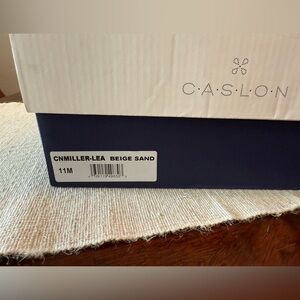 C·A·S·L·O·N
CNMILLER-LEA BEIGE SAND
11M